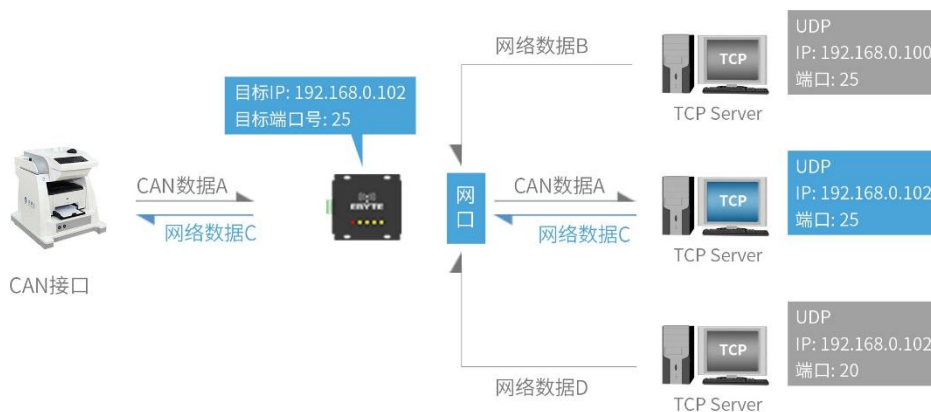 网络数据B
TCP
TCP Server
UDP
IP: 192.168.0.100
端口: 25
目标IP: 192.168.0.102
目标端口号: 25
EBYTE
CAN数据A
网络数据C
CAN接口
网口
CAN数据A
网络数据C
TCP
TCP Server
UDP
IP: 192.168.0.102
端口: 25
网络数据D
TCP
TCP Server
UDP
IP: 192.168.0.102
端口: 20